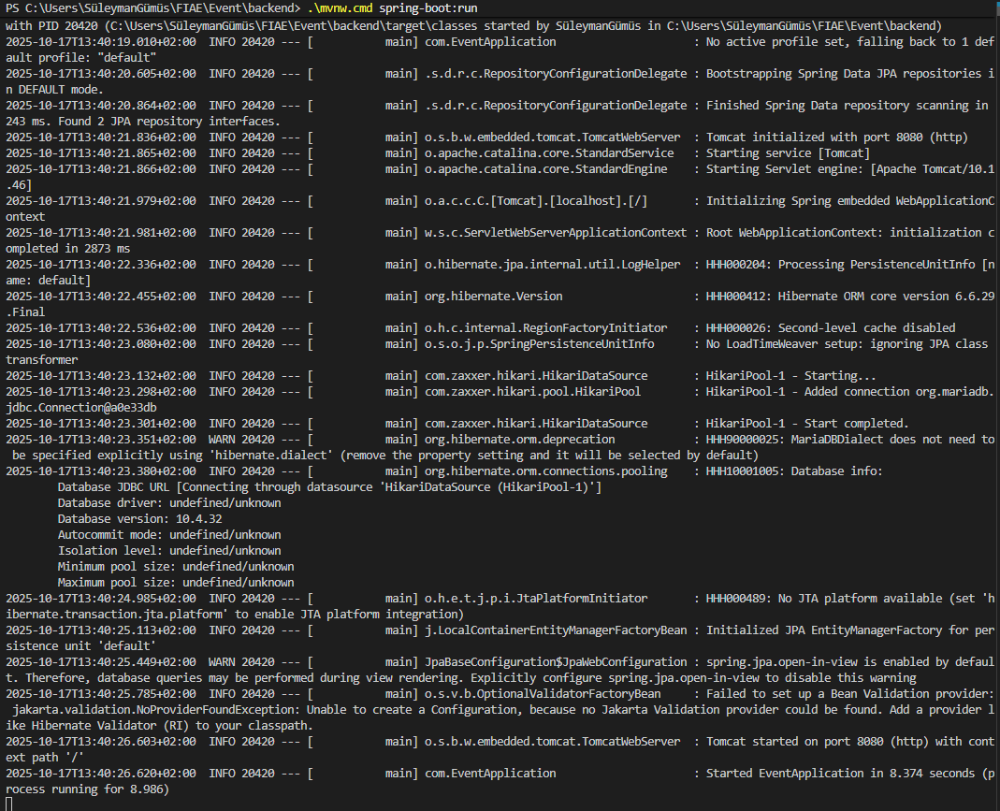 PS C:\Users\SüleymanGümüs\FIAE\Event\backend> .\mvnw.cmd spring-boot:run
with PID 20420 (C:\Users\SüleymanGümüs\FIAE\Event\backend\target\classes started by SüleymanGümüs in C:\Users\SüleymanGümüs\FIAE\Event\backend)
2025-10-17T13:40:19.010+02:00  INFO 20420 --- [           main] com.EventApplication                     : No active profile set, falling back to 1 def
ault profile: "default"
2025-10-17T13:40:20.605+02:00  INFO 20420 --- [           main] .s.d.r.c.RepositoryConfigurationDelegate : Bootstrapping Spring Data JPA repositories i
n DEFAULT mode.
2025-10-17T13:40:20.864+02:00  INFO 20420 --- [           main] .s.d.r.c.RepositoryConfigurationDelegate : Finished Spring Data repository scanning in
243 ms. Found 2 JPA repository interfaces.
2025-10-17T13:40:21.836+02:00  INFO 20420 --- [           main] o.s.b.w.embedded.tomcat.TomcatWebServer  : Tomcat initialized with port 8080 (http)
2025-10-17T13:40:21.865+02:00  INFO 20420 --- [           main] o.apache.catalina.core.StandardService   : Starting service [Tomcat]
2025-10-17T13:40:21.866+02:00  INFO 20420 --- [           main] o.apache.catalina.core.StandardEngine    : Starting Servlet engine: [Apache Tomcat/10.1
.46]
2025-10-17T13:40:21.979+02:00  INFO 20420 --- [           main] o.a.c.c.C.[Tomcat].[localhost].[/]       : Initializing Spring embedded WebApplicationC
ontext
2025-10-17T13:40:21.981+02:00  INFO 20420 --- [           main] w.s.c.ServletWebServerApplicationContext : Root WebApplicationContext: initialization c
ompleted in 2873 ms
2025-10-17T13:40:22.336+02:00  INFO 20420 --- [           main] o.hibernate.jpa.internal.util.LogHelper  : HHH000204: Processing PersistenceUnitInfo [n
ame: default]
2025-10-17T13:40:22.455+02:00  INFO 20420 --- [           main] org.hibernate.Version                    : HHH000412: Hibernate ORM core version 6.6.29
.Final
2025-10-17T13:40:22.536+02:00  INFO 20420 --- [           main] o.h.c.internal.RegionFactoryInitiator    : HHH000026: Second-level cache disabled
2025-10-17T13:40:23.080+02:00  INFO 20420 --- [           main] o.s.o.j.p.SpringPersistenceUnitInfo      : No LoadTimeWeaver setup: ignoring JPA class
transformer
2025-10-17T13:40:23.132+02:00  INFO 20420 --- [           main] com.zaxxer.hikari.HikariDataSource       : HikariPool-1 - Starting...
2025-10-17T13:40:23.298+02:00  INFO 20420 --- [           main] com.zaxxer.hikari.pool.HikariPool        : HikariPool-1 - Added connection org.mariadb.
jdbc.Connection@a0e33db
2025-10-17T13:40:23.301+02:00  INFO 20420 --- [           main] com.zaxxer.hikari.HikariDataSource       : HikariPool-1 - Start completed.
2025-10-17T13:40:23.351+02:00  WARN 20420 --- [           main] org.hibernate.orm.deprecation            : HHH90000025: MariaDBDialect does not need to
 be specified explicitly using 'hibernate.dialect' (remove the property setting and it will be selected by default)
2025-10-17T13:40:23.380+02:00  INFO 20420 --- [           main] org.hibernate.orm.connections.pooling    : HHH10001005: Database info:
        Database JDBC URL [Connecting through datasource 'HikariDataSource (HikariPool-1)']
        Database driver: undefined/unknown
        Database version: 10.4.32
        Autocommit mode: undefined/unknown
        Isolation level: undefined/unknown
        Minimum pool size: undefined/unknown
        Maximum pool size: undefined/unknown
2025-10-17T13:40:24.985+02:00  INFO 20420 --- [           main] o.h.e.t.j.p.i.JtaPlatformInitiator       : HHH000489: No JTA platform available (set 'h
ibernate.transaction.jta.platform' to enable JTA platform integration)
2025-10-17T13:40:25.113+02:00  INFO 20420 --- [           main] j.LocalContainerEntityManagerFactoryBean : Initialized JPA EntityManagerFactory for per
sistence unit 'default'
2025-10-17T13:40:25.449+02:00  WARN 20420 --- [           main] JpaBaseConfiguration$JpaWebConfiguration : spring.jpa.open-in-view is enabled by defaul
t. Therefore, database queries may be performed during view rendering. Explicitly configure spring.jpa.open-in-view to disable this warning
2025-10-17T13:40:25.785+02:00  INFO 20420 --- [           main] o.s.v.b.OptionalValidatorFactoryBean     : Failed to set up a Bean Validation provider:
 jakarta.validation.NoProviderFoundException: Unable to create a Configuration, because no Jakarta Validation provider could be found. Add a provider l
ike Hibernate Validator (RI) to your classpath.
2025-10-17T13:40:26.603+02:00  INFO 20420 --- [           main] o.s.b.w.embedded.tomcat.TomcatWebServer  : Tomcat started on port 8080 (http) with cont
ext path '/'
2025-10-17T13:40:26.620+02:00  INFO 20420 --- [           main] com.EventApplication                     : Started EventApplication in 8.374 seconds (p
rocess running for 8.986)